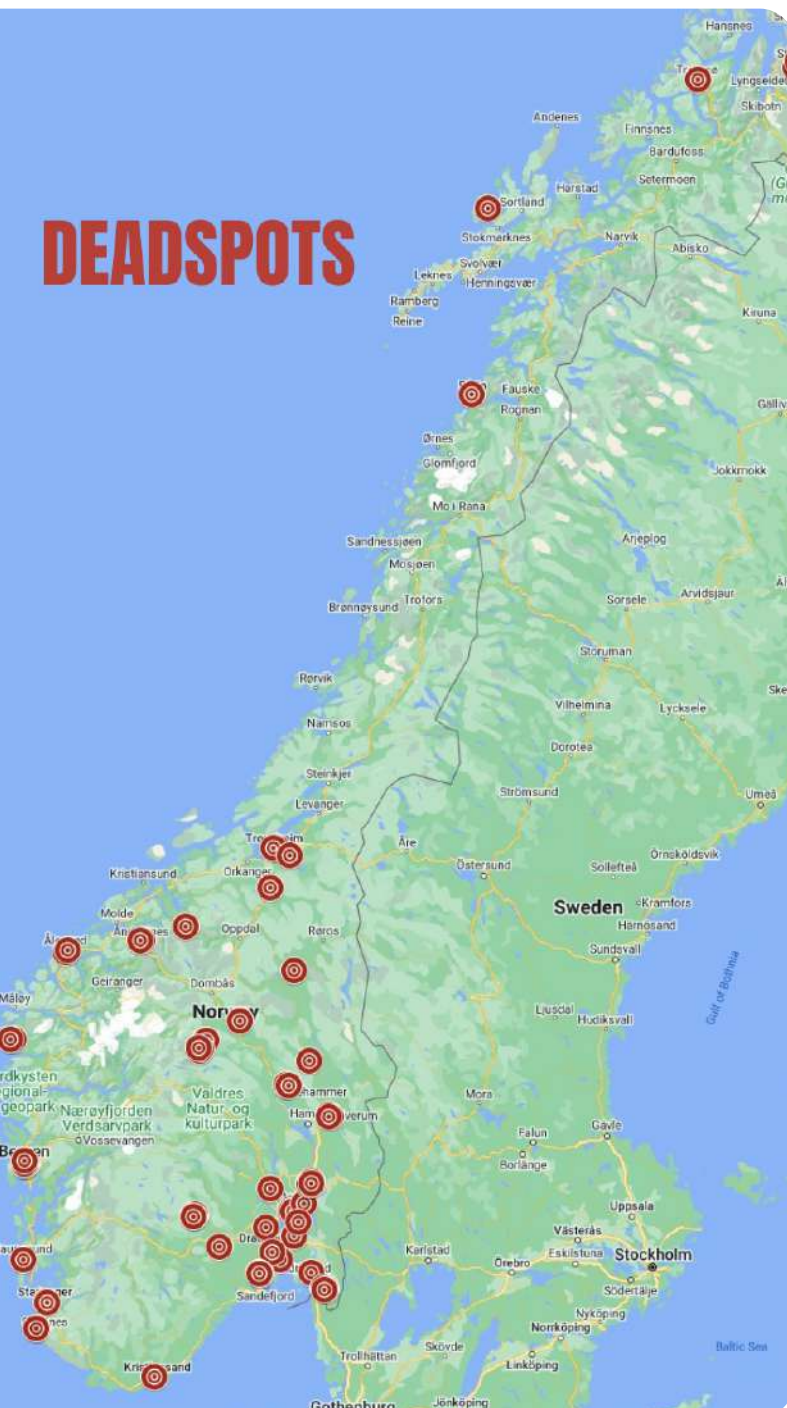 Hansnes
Lyngseide
Skibotn
Andenes
Finnsnes
Bardufoss
Setermoen
Harstad
Sortland
DEADSPOTS
Stokmarknes
Narvik
Abisko
Svolvær
Leknes
Henningsvær
Ramberg
Reine
Kiruna
Fauske
Rognan
Ørnes
Glomfjord
Jokkmokk
Mo i Rana
Sandnessjøen
Arjeplog
Mosjøen
Brønnøysund
Trofors
Sorsele
Arvidsjaur
Storuman
Rørvik
Vilhelmina
Lycksele
Namsos
Dorotea
Steinkjer
Strömsund
Levanger
Umeå
Åre
Örnsköldsvik
Kristiansund
Orkanger
Östersund
Sollefteå
Sweden
Kramfors
Härnösand
Molde
Oppdal
Røros
Sundsvall
Geiranger
Dombås
Måløy
Ljusdal
Hudiksvall
Gulf of Bothnia
Valdres
Natur- og
kulturpark
Nærøyfjorden
Verdsarvpark
Vossevangen
geopark
Mora
Falun
Gävle
Borlänge
Uppsala
Västerås
Karlstad
Örebro
Eskilstuna
Stockholm
Södertälje
Sandefjord
Nyköping
Norrköping
Baltic Sea
Trollhättan
Skövde
Linköping
Gothenburg
Jönköping